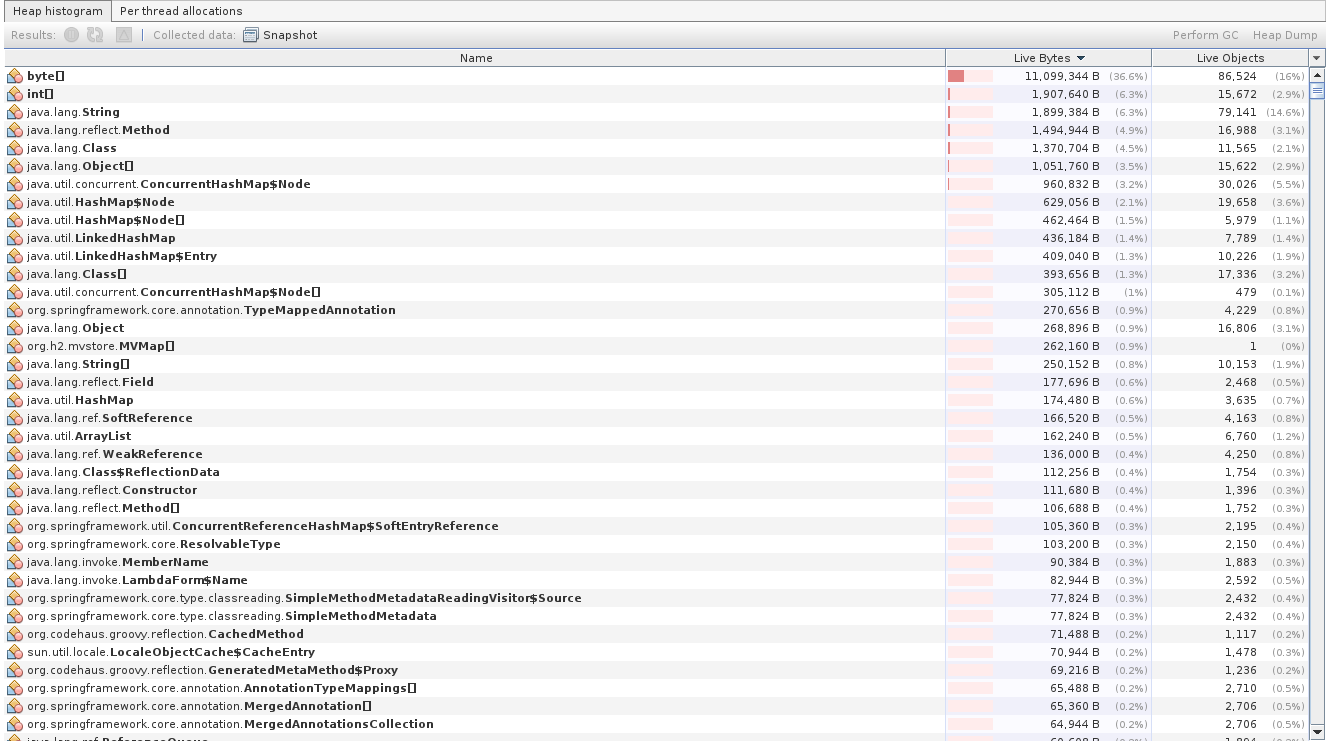 Heap histogram Per thread allocations
Results: Collected data: Snapshot Perform GC Heap Dump
Name Live Bytes Live Objects
byte[] 11,099,344 B (36.6%) 86,524 (16%)
int[] 1,907,640 B (6.3%) 15,672 (2.9%)
java.lang.String 1,899,384 B (6.3%) 79,141 (14.6%)
java.lang.reflect.Method 1,494,944 B (4.9%) 16,988 (3.1%)
java.lang.Class 1,370,704 B (4.5%) 11,565 (2.1%)
java.lang.Object[] 1,051,760 B (3.5%) 15,622 (2.9%)
java.util.concurrent.ConcurrentHashMap$Node 960,832 B (3.2%) 30,026 (5.5%)
java.util.HashMap$Node 629,056 B (2.1%) 19,658 (3.6%)
java.util.HashMap$Node[] 462,464 B (1.5%) 5,979 (1.1%)
java.util.LinkedHashMap 436,184 B (1.4%) 7,789 (1.4%)
java.util.LinkedHashMap$Entry 409,040 B (1.3%) 10,226 (1.9%)
java.lang.Class[] 393,656 B (1.3%) 17,336 (3.2%)
java.util.concurrent.ConcurrentHashMap$Node[] 305,112 B (1%) 479 (0.1%)
org.springframework.core.annotation.TypeMappedAnnotation 270,656 B (0.9%) 4,229 (0.8%)
java.lang.Object 268,896 B (0.9%) 16,806 (3.1%)
org.h2.mvstore.MVMap[] 262,160 B (0.9%) 1 (0%)
java.lang.String[] 250,152 B (0.8%) 10,153 (1.9%)
java.lang.reflect.Field 177,696 B (0.6%) 2,468 (0.5%)
java.util.HashMap 174,480 B (0.6%) 3,635 (0.7%)
java.lang.ref.SoftReference 166,520 B (0.5%) 4,163 (0.8%)
java.util.ArrayList 162,240 B (0.5%) 6,760 (1.2%)
java.lang.ref.WeakReference 136,000 B (0.4%) 4,250 (0.8%)
java.lang.Class$ReflectionData 112,256 B (0.4%) 1,754 (0.3%)
java.lang.reflect.Constructor 111,680 B (0.4%) 1,396 (0.3%)
java.lang.reflect.Method[] 106,688 B (0.4%) 1,752 (0.3%)
org.springframework.util.ConcurrentReferenceHashMap$SoftEntryReference 105,360 B (0.3%) 2,195 (0.4%)
org.springframework.core.ResolvableType 103,200 B (0.3%) 2,150 (0.4%)
java.lang.invoke.MemberName 90,384 B (0.3%) 1,883 (0.3%)
java.lang.invoke.LambdaForm$Name 82,944 B (0.3%) 2,592 (0.5%)
org.springframework.core.type.classreading.SimpleMethodMetadataReadingVisitor$Source 77,824 B (0.3%) 2,432 (0.4%)
org.springframework.core.type.classreading.SimpleMethodMetadata 77,824 B (0.3%) 2,432 (0.4%)
org.codehaus.groovy.reflection.CachedMethod 71,488 B (0.2%) 1,117 (0.2%)
sun.util.locale.LocaleObjectCache$CacheEntry 70,944 B (0.2%) 1,478 (0.3%)
org.codehaus.groovy.reflection.GeneratedMetaMethod$Proxy 69,216 B (0.2%) 1,236 (0.2%)
org.springframework.core.annotation.AnnotationTypeMappings[] 65,488 B (0.2%) 2,710 (0.5%)
org.springframework.core.annotation.MergedAnnotation[] 65,360 B (0.2%) 2,706 (0.5%)
org.springframework.core.annotation.MergedAnnotationsCollection 64,944 B (0.2%) 2,706 (0.5%)
java.lang.ref.ReferenceQueue